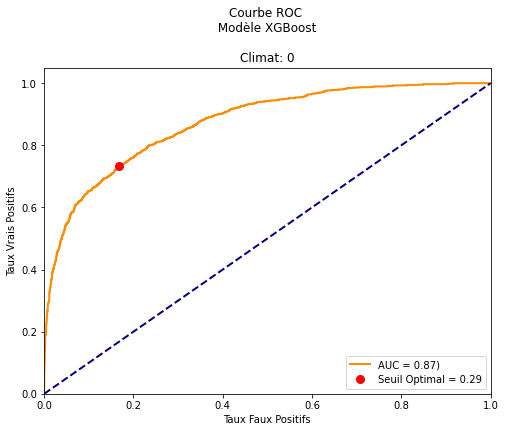 Courbe ROC
Modèle XGBoost
Climat: 0
1.0
0.8
0.6
0.4
0.2
0.0
Taux Vrais Positifs
0.0 0.2 0.4 0.6 0.8 1.0
Taux Faux Positifs
AUC = 0.87)
Seuil Optimal = 0.29